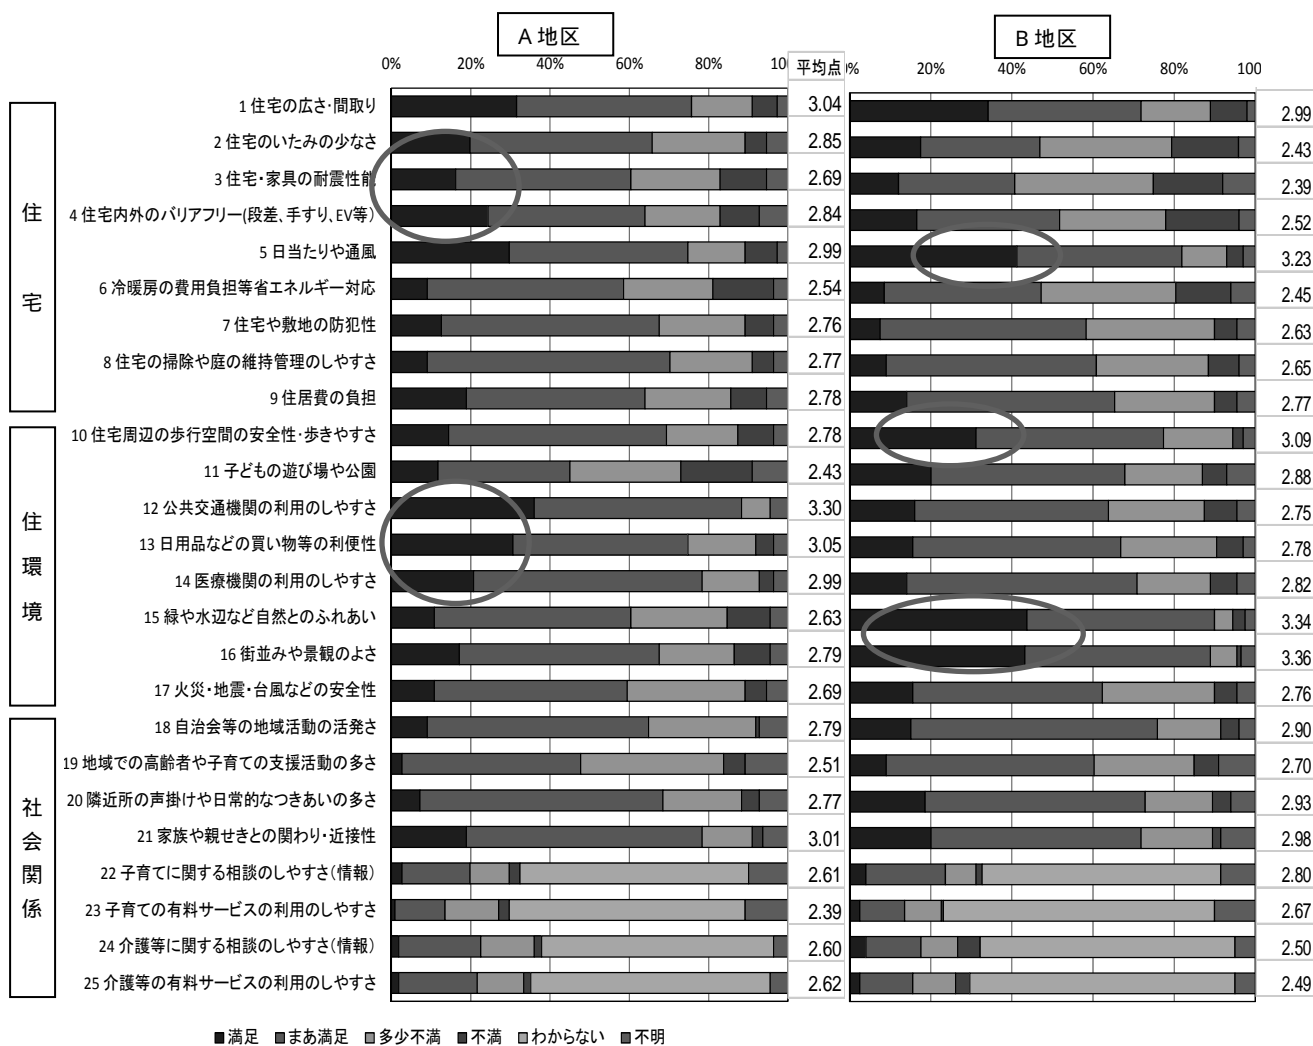 A 地区
B 地区
0% 20% 40% 60% 80% 100 平均点 0% 20% 40% 60% 80% 100
住宅
1 住宅の広さ・間取り 3.04 2.99
2 住宅のいたみの少なさ 2.85 2.43
3 住宅・家具の耐震性能 2.69 2.39
4 住宅内外のバリアフリー(段差、手すり、EV等) 2.84 2.52
5 日当たりや通風 2.99 3.23
6 冷暖房の費用負担等省エネルギー対応 2.54 2.45
7 住宅や敷地の防犯性 2.76 2.63
8 住宅の掃除や庭の維持管理のしやすさ 2.77 2.65
9 住居費の負担 2.78 2.77
住環境
10 住宅周辺の歩行空間の安全性・歩きやすさ 2.78 3.09
11 子どもの遊び場や公園 2.43 2.88
12 公共交通機関の利用のしやすさ 3.30 2.75
13 日用品などの買い物等の利便性 3.05 2.78
14 医療機関の利用のしやすさ 2.99 2.82
15 緑や水辺など自然とのふれあい 2.63 3.34
16 街並みや景観のよさ 2.79 3.36
17 火災・地震・台風などの安全性 2.69 2.76
社会関係
18 自治会等の地域活動の活発さ 2.79 2.90
19 地域での高齢者や子育ての支援活動の多さ 2.51 2.70
20 隣近所の声掛けや日常的なつきあいの多さ 2.77 2.93
21 家族や親せきとの関わり・近接性 3.01 2.98
22 子育てに関する相談のしやすさ(情報) 2.61 2.80
23 子育ての有料サービスの利用のしやすさ 2.39 2.67
24 介護等に関する相談のしやすさ(情報) 2.60 2.50
25 介護等の有料サービスの利用のしやすさ 2.62 2.49
満足 まあ満足 多少不満 不満 わからない 不明